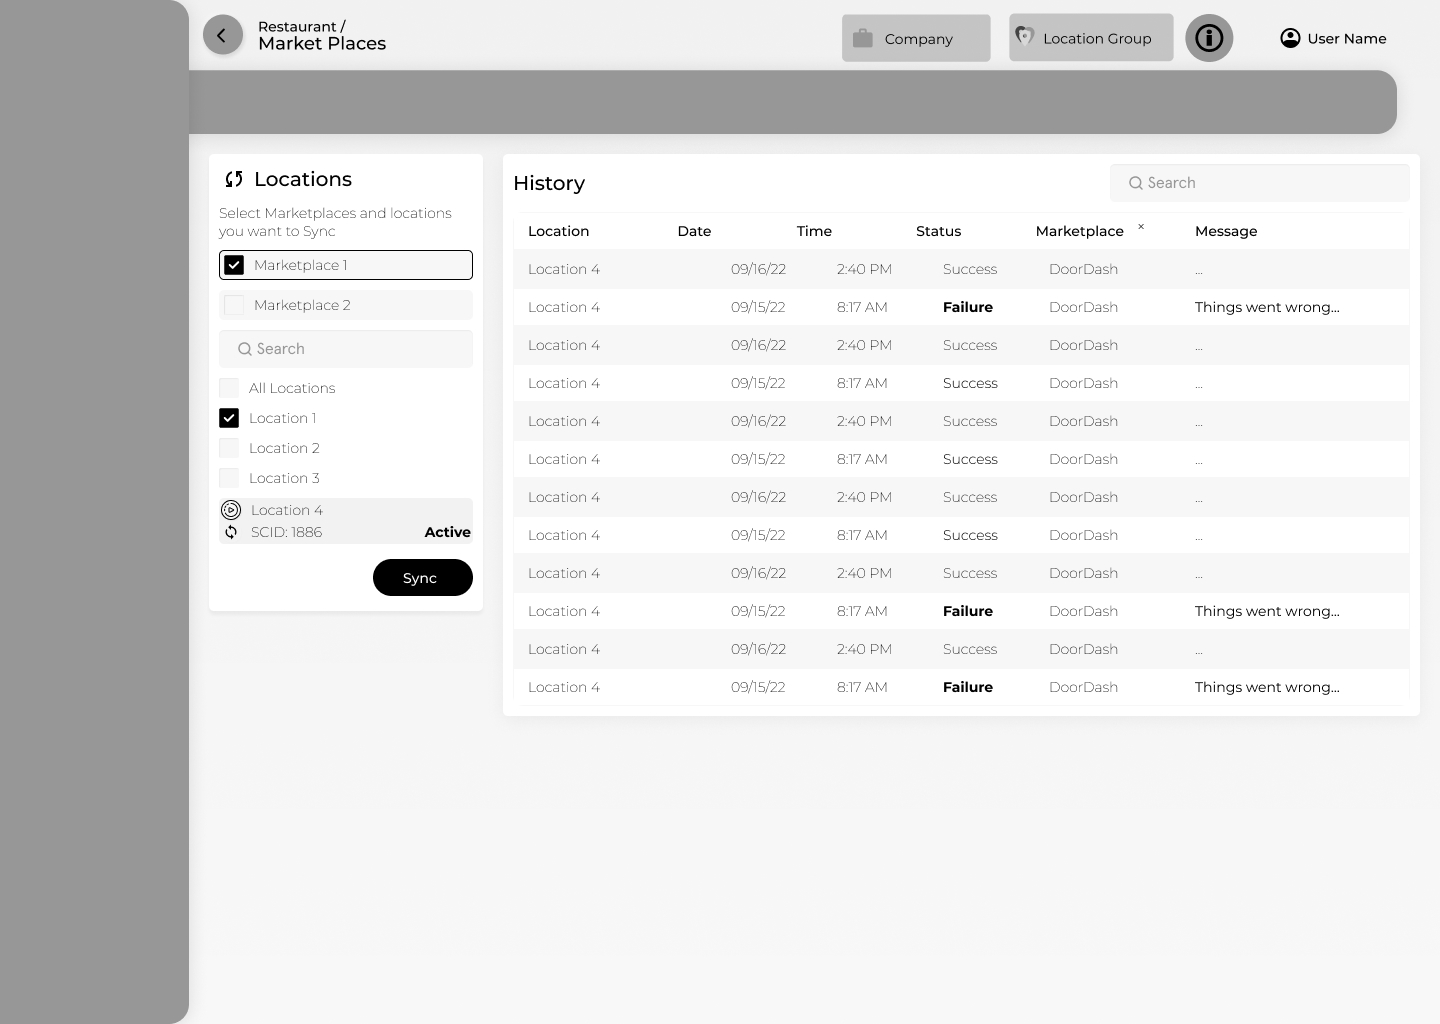 Restaurant /
Market Places
Company
Location Group
User Name
Locations
Select Marketplaces and locations
you want to Sync
Marketplace 1
Marketplace 2
Search
All Locations
Location 1
Location 2
Location 3
Location 4
SCID: 1886 Active
Sync
History
Search
Location Date Time Status Marketplace × Message
Location 4 09/16/22 2:40 PM Success DoorDash ...
Location 4 09/15/22 8:17 AM Failure DoorDash Things went wrong...
Location 4 09/16/22 2:40 PM Success DoorDash ...
Location 4 09/15/22 8:17 AM Success DoorDash ...
Location 4 09/16/22 2:40 PM Success DoorDash ...
Location 4 09/15/22 8:17 AM Success DoorDash ...
Location 4 09/16/22 2:40 PM Success DoorDash ...
Location 4 09/15/22 8:17 AM Success DoorDash ...
Location 4 09/16/22 2:40 PM Success DoorDash ...
Location 4 09/15/22 8:17 AM Failure DoorDash Things went wrong...
Location 4 09/16/22 2:40 PM Success DoorDash ...
Location 4 09/15/22 8:17 AM Failure DoorDash Things went wrong...